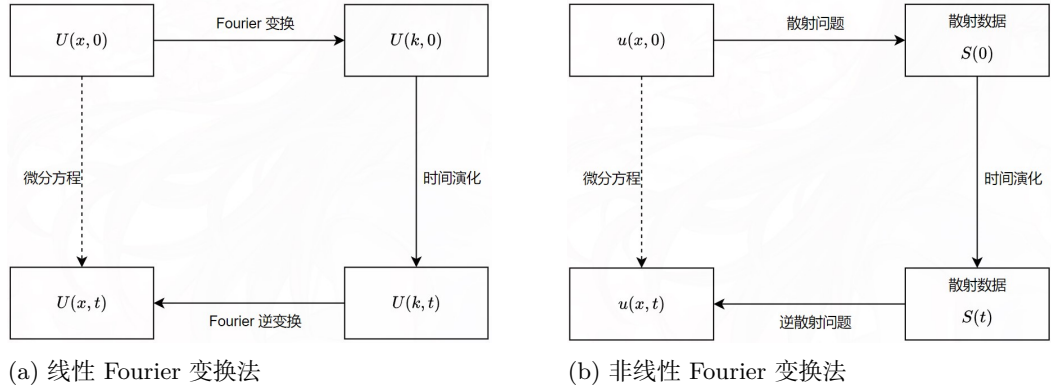 U(x, 0)
Fourier 变换
U(k, 0)
微分方程
时间演化
U(x, t)
Fourier 逆变换
U(k, t)
(a) 线性 Fourier 变换法
u(x, 0)
散射问题
散射数据
S(0)
微分方程
时间演化
u(x, t)
逆散射问题
散射数据
S(t)
(b) 非线性 Fourier 变换法